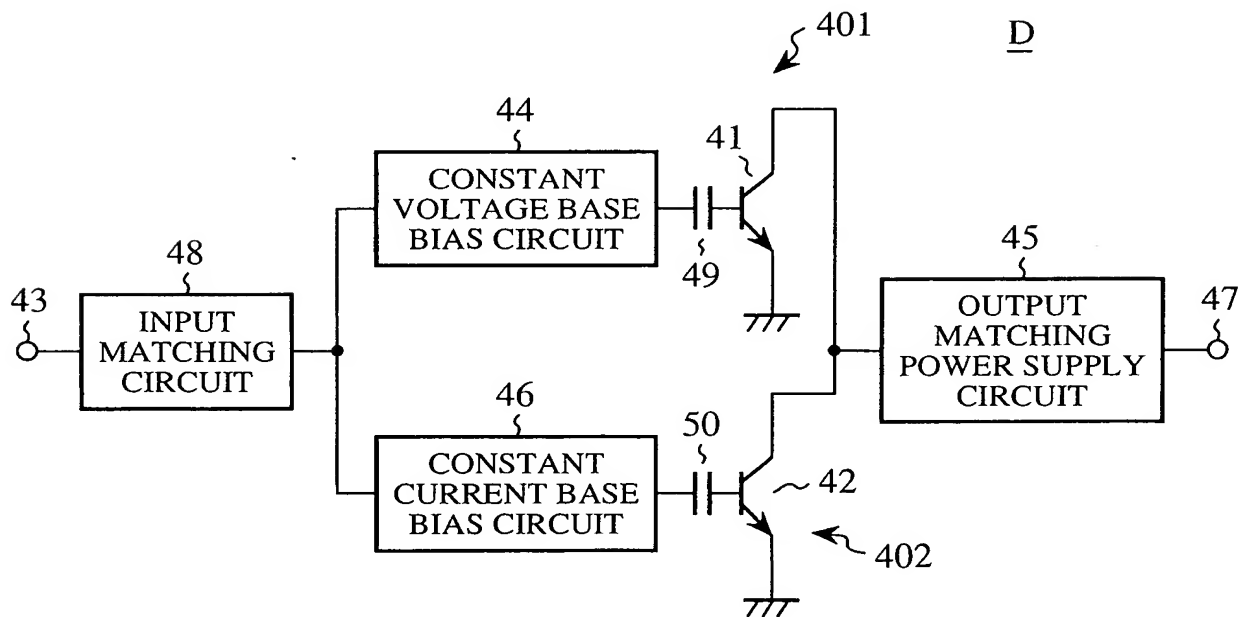 401
D
44
CONSTANT
VOLTAGE BASE
BIAS CIRCUIT
41
49
48
43
INPUT
MATCHING
CIRCUIT
45
OUTPUT
MATCHING
POWER SUPPLY
CIRCUIT
47
46
CONSTANT
CURRENT BASE
BIAS CIRCUIT
50
42
402